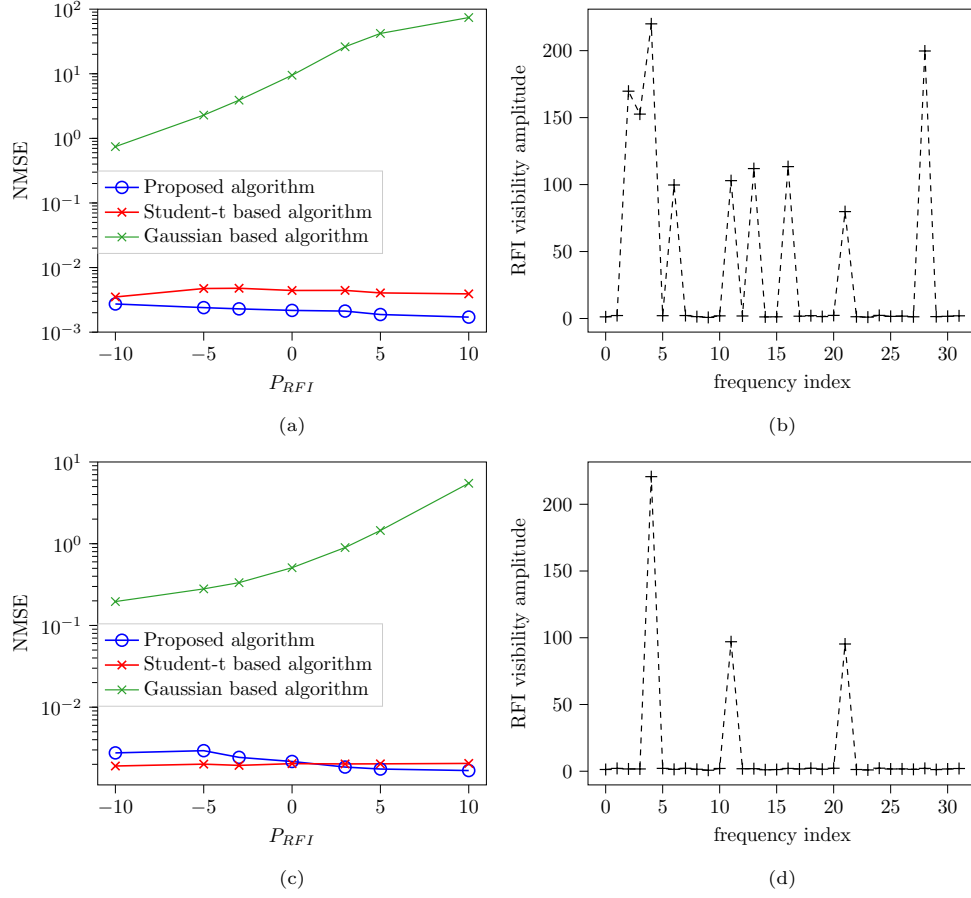 NMSE
10^2
10^1
10^0
10^−1
10^−2
10^−3
Proposed algorithm
Student-t based algorithm
Gaussian based algorithm
−10 −5 0 5 10
P_RFI
(a)
RFI visibility amplitude
200
150
100
50
0
0 5 10 15 20 25 30
frequency index
(b)
NMSE
10^1
10^0
10^−1
10^−2
Proposed algorithm
Student-t based algorithm
Gaussian based algorithm
−10 −5 0 5 10
P_RFI
(c)
RFI visibility amplitude
200
150
100
50
0
0 5 10 15 20 25 30
frequency index
(d)